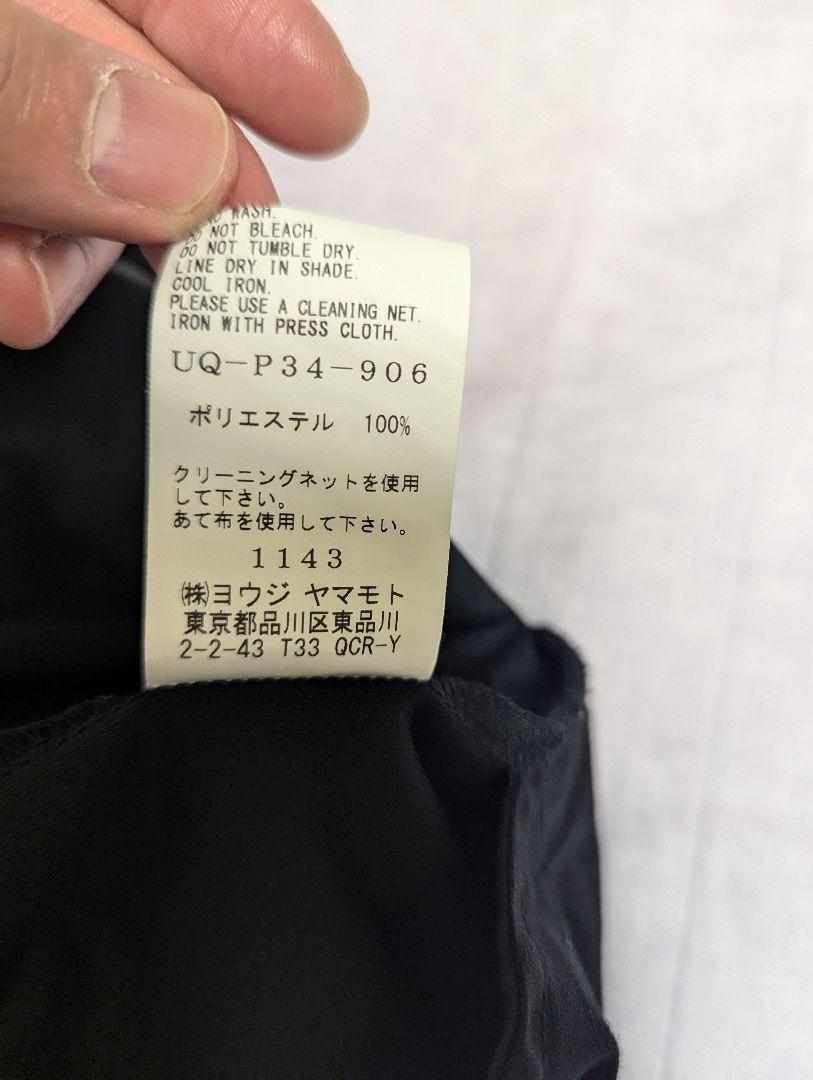 WASH.
DO NOT BLEACH.
DO NOT TUMBLE DRY.
LINE DRY IN SHADE.
COOL IRON.
PLEASE USE A CLEANING NET.
IRON WITH PRESS CLOTH.
UQ－P34－906
ポリエステル 100%
クリーニングネットを使用
して下さい。
あて布を使用して下さい。
1143
㈱ヨウジ ヤマモト
東京都品川区東品川
2-2-43 T33 QCR-Y